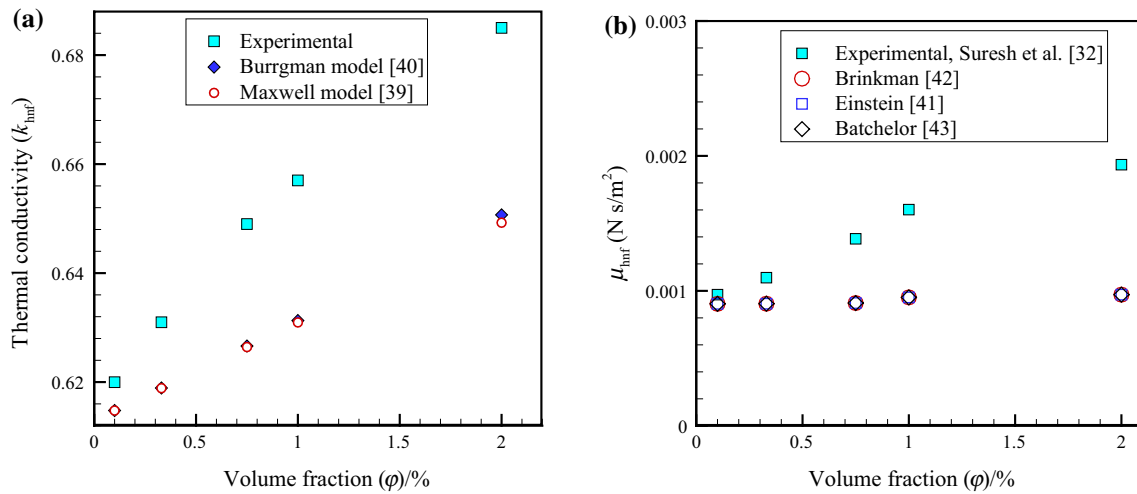 (a)
Thermal conductivity (k_hnf)
0.68
0.66
0.64
0.62
Experimental
Burrgman model [40]
Maxwell model [39]
0
0.5
1
1.5
2
Volume fraction (φ)/%
(b)
μ_hnf (N s/m²)
0.003
0.002
0.001
0
Experimental, Suresh et al. [32]
Brinkman [42]
Einstein [41]
Batchelor [43]
0
0.5
1
1.5
2
Volume fraction (φ)/%